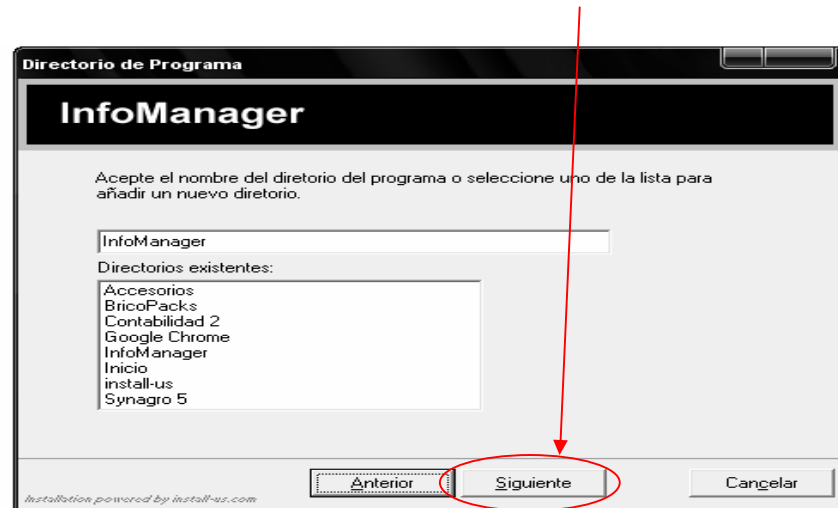 Directorio de Programa
InfoManager
Acepte el nombre del diretorio del programa o seleccione uno de la lista para
añadir un nuevo diretorio.
InfoManager
Directorios existentes:
Accesorios
BricoPacks
Contabilidad 2
Google Chrome
InfoManager
Inicio
install-us
Synagro 5
Anterior
Siguiente
Cancelar
Installation powered by install-us.com